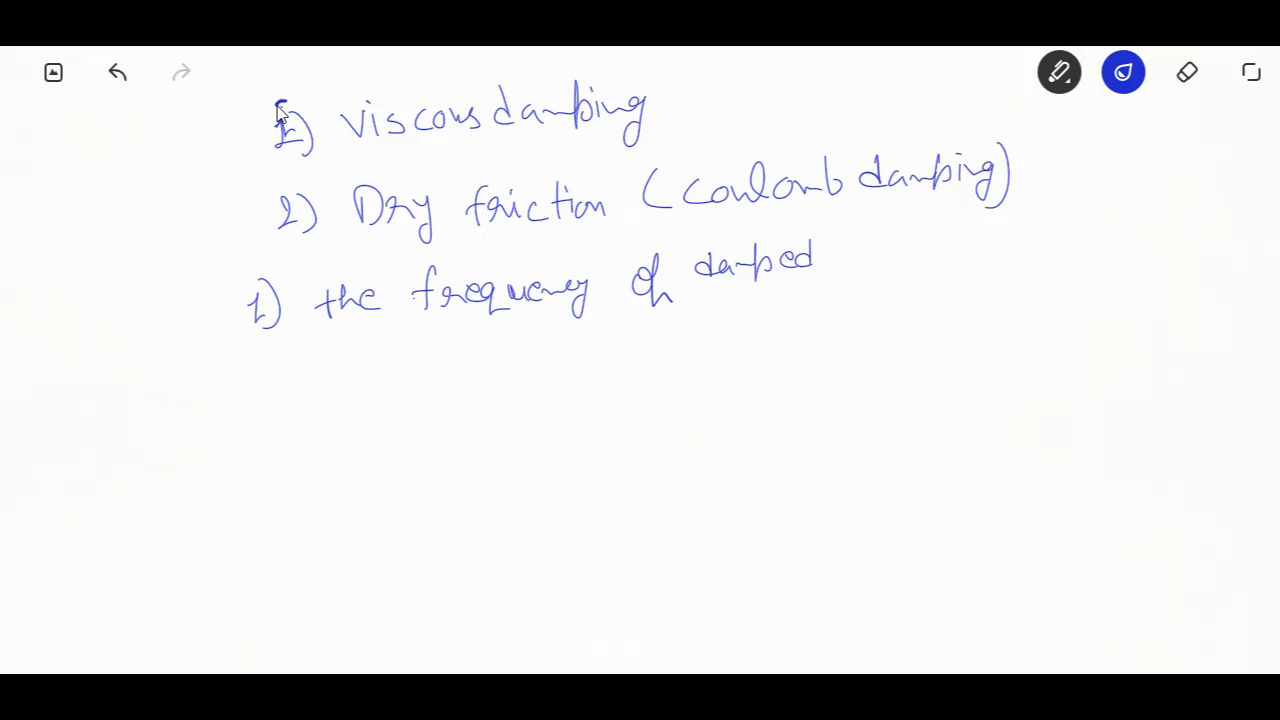 1) viscous damping
2) Dry friction (coulomb damping)
1) the frequency of damped